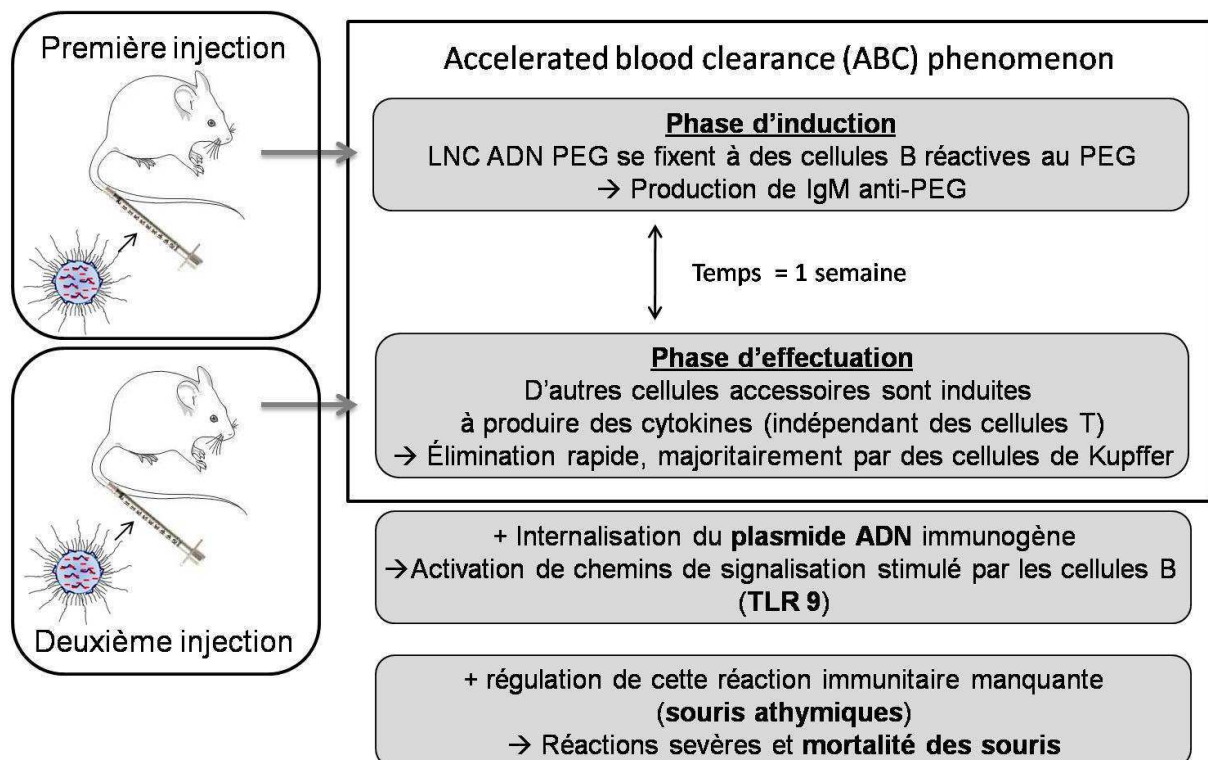 Première injection
Deuxième injection
Accelerated blood clearance (ABC) phenomenon
Phase d'induction
LNC ADN PEG se fixent à des cellules B réactives au PEG
→ Production de IgM anti-PEG
Temps = 1 semaine
Phase d'effectuation
D'autres cellules accessoires sont induites
à produire des cytokines (indépendant des cellules T)
→ Élimination rapide, majoritairement par des cellules de Kupffer
+ Internalisation du plasmide ADN immunogène
→Activation de chemins de signalisation stimulé par les cellules B
(TLR 9)
+ régulation de cette réaction immunitaire manquante
(souris athymiques)
→ Réactions sevères et mortalité des souris